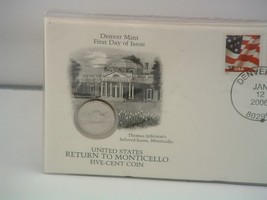 Denver Mint
First Day of Issue
DENVER
JAN
12
2006
Thomas Jefferson's
Beloved home, Monticello
UNITED STATES
RETURN TO MONTICELLO
FIVE-CENT COIN